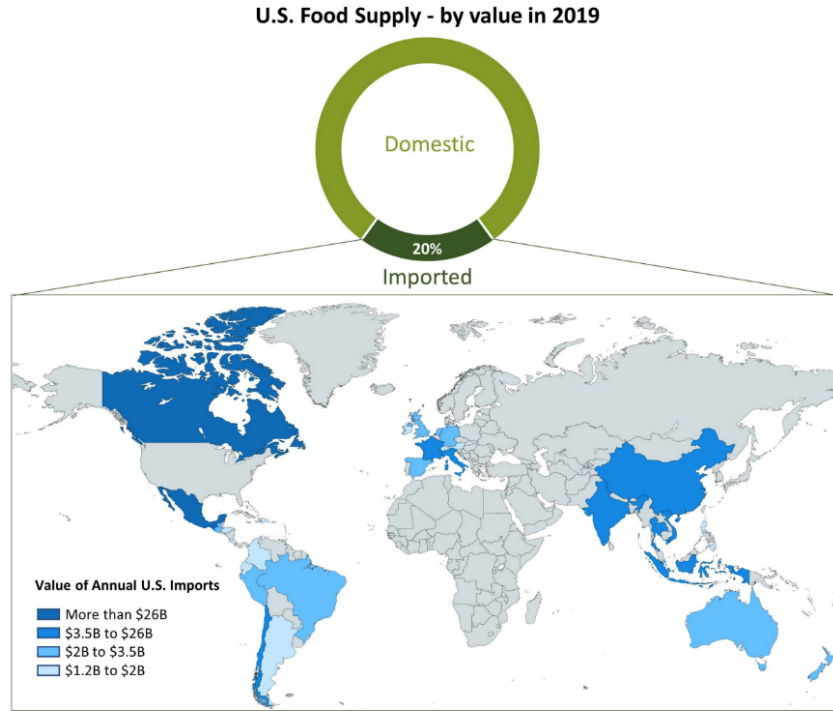 U.S. Food Supply - by value in 2019
Domestic
20%
Imported
Value of Annual U.S. Imports
More than $26B
$3.5B to $26B
$2B to $3.5B
$1.2B to $2B